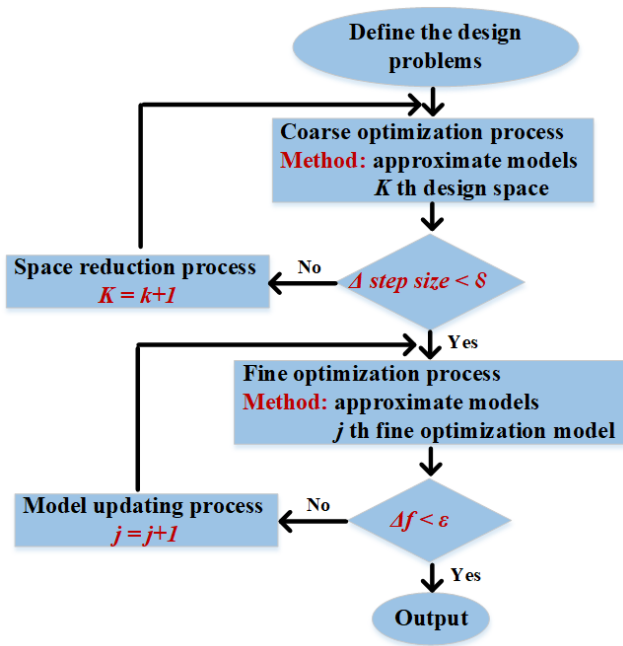 Define the design
problems
Coarse optimization process
Method: approximate models
K th design space
Space reduction process
K = k+1
No
Δ step size < δ
Yes
Fine optimization process
Method: approximate models
j th fine optimization model
Model updating process
j = j+1
No
Δf < ε
Yes
Output